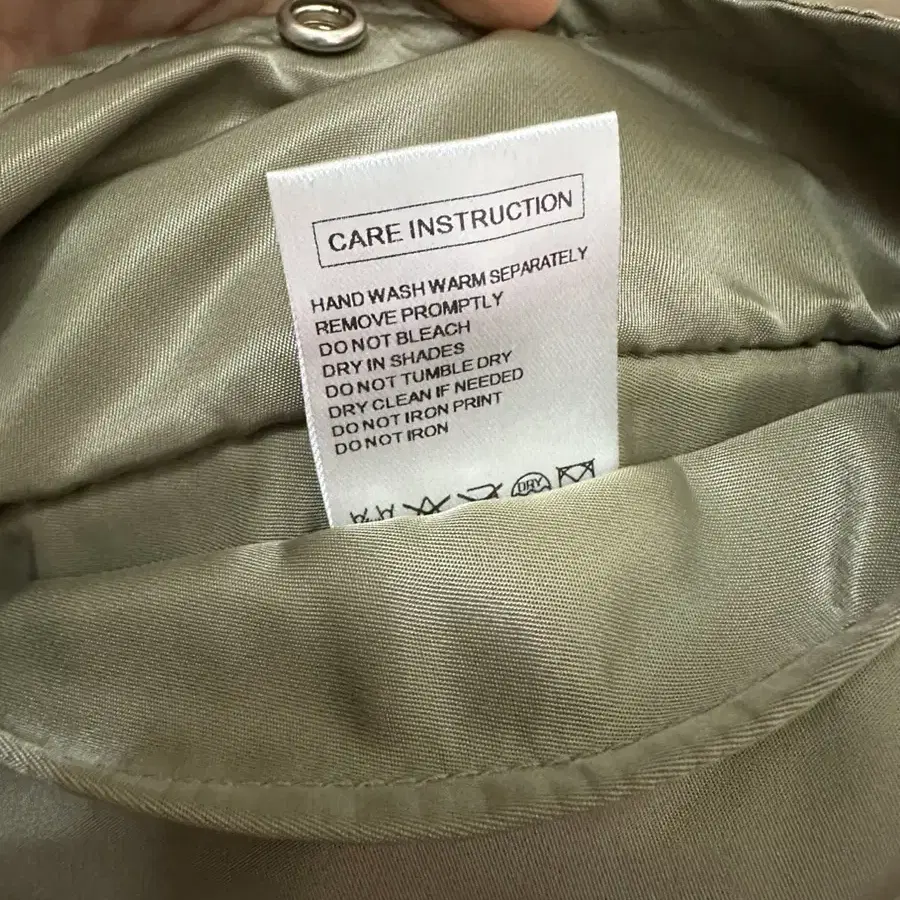 CARE INSTRUCTION
HAND WASH WARM SEPARATELY
REMOVE PROMPTLY
DO NOT BLEACH
DRY IN SHADES
DO NOT TUMBLE DRY
DRY CLEAN IF NEEDED
DO NOT IRON PRINT
DO NOT IRON
DRY